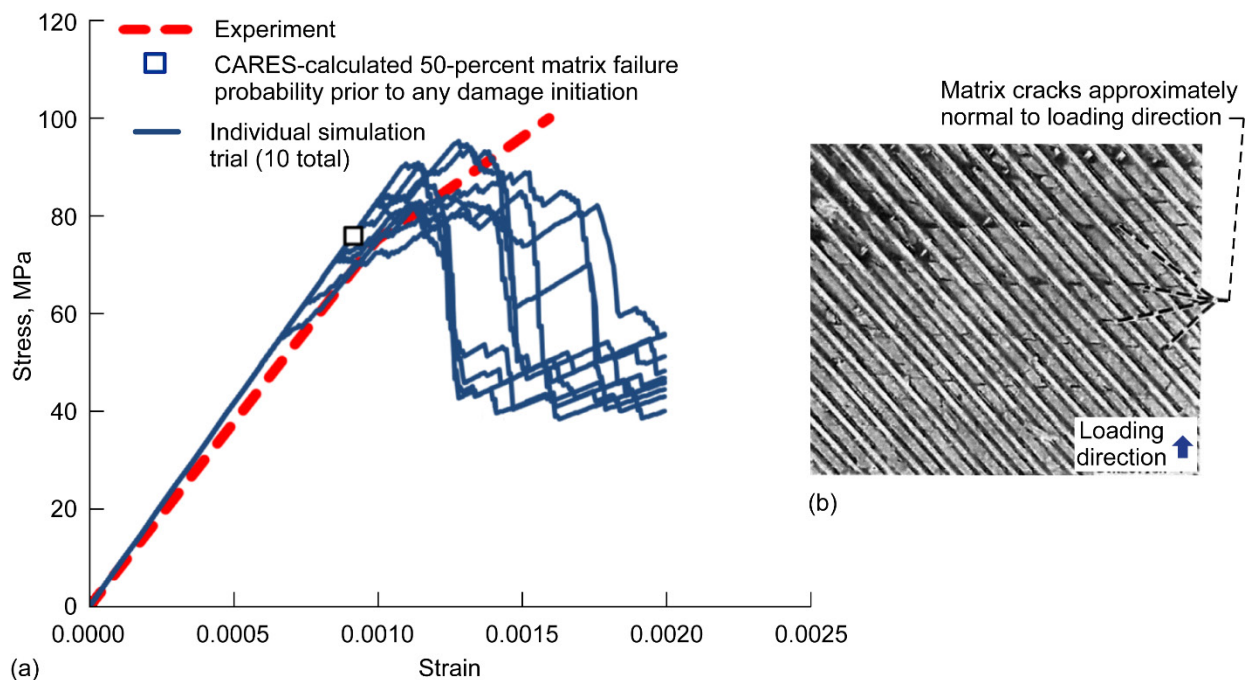 120
100
80
60
40
20
0
Stress, MPa
Experiment
CARES-calculated 50-percent matrix failure
probability prior to any damage initiation
Individual simulation
trial (10 total)
0.0000
0.0005
0.0010
0.0015
0.0020
0.0025
Strain
(a)
Matrix cracks approximately
normal to loading direction
Loading
direction
(b)